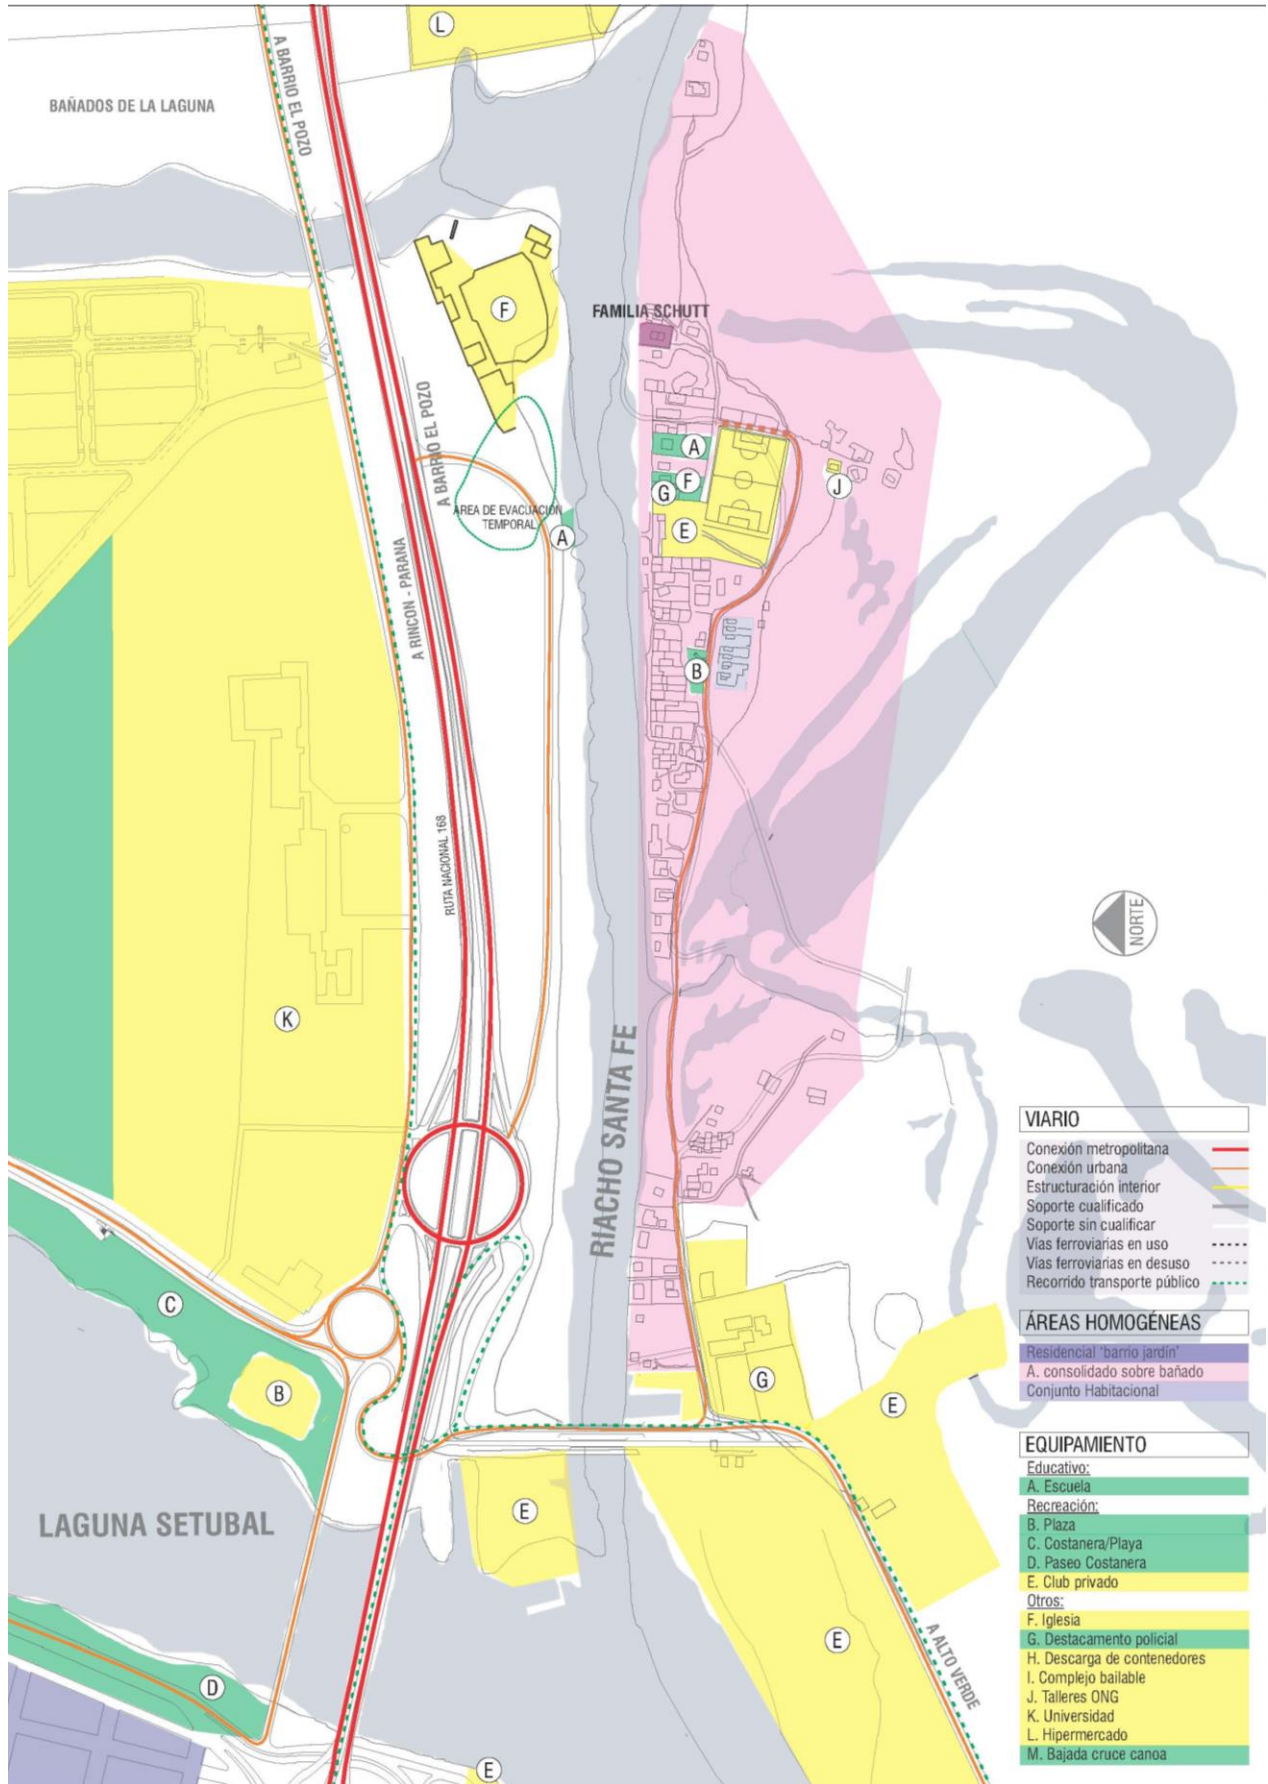 L
A BARRIO EL POZO
BAÑADOS DE LA LAGUNA
F
FAMILIA SCHUTT
A BARRIO EL POZO
A
F
G
J
AREA DE EVACUACIÓN
TEMPORAL
A
E
A RINCON - PARANA
B
RUTA NACIONAL 168
NORTE
K
RIACHO SANTA FE
C
B
G
E
E
LAGUNA SETUBAL
E
A ALTO VERDE
D
E
VIARIO
Conexión metropolitana
Conexión urbana
Estructuración interior
Soporte cualificado
Soporte sin cualificar
Vías ferroviarias en uso
Vías ferroviarias en desuso
Recorrido transporte público
ÁREAS HOMOGÉNEAS
Residencial 'barrio jardín'
A. consolidado sobre bañado
Conjunto Habitacional
EQUIPAMIENTO
Educativo:
A. Escuela
Recreación:
B. Plaza
C. Costanera/Playa
D. Paseo Costanera
E. Club privado
Otros:
F. Iglesia
G. Destacamento policial
H. Descarga de contenedores
I. Complejo bailable
J. Talleres ONG
K. Universidad
L. Hipermercado
M. Bajada cruce canoa